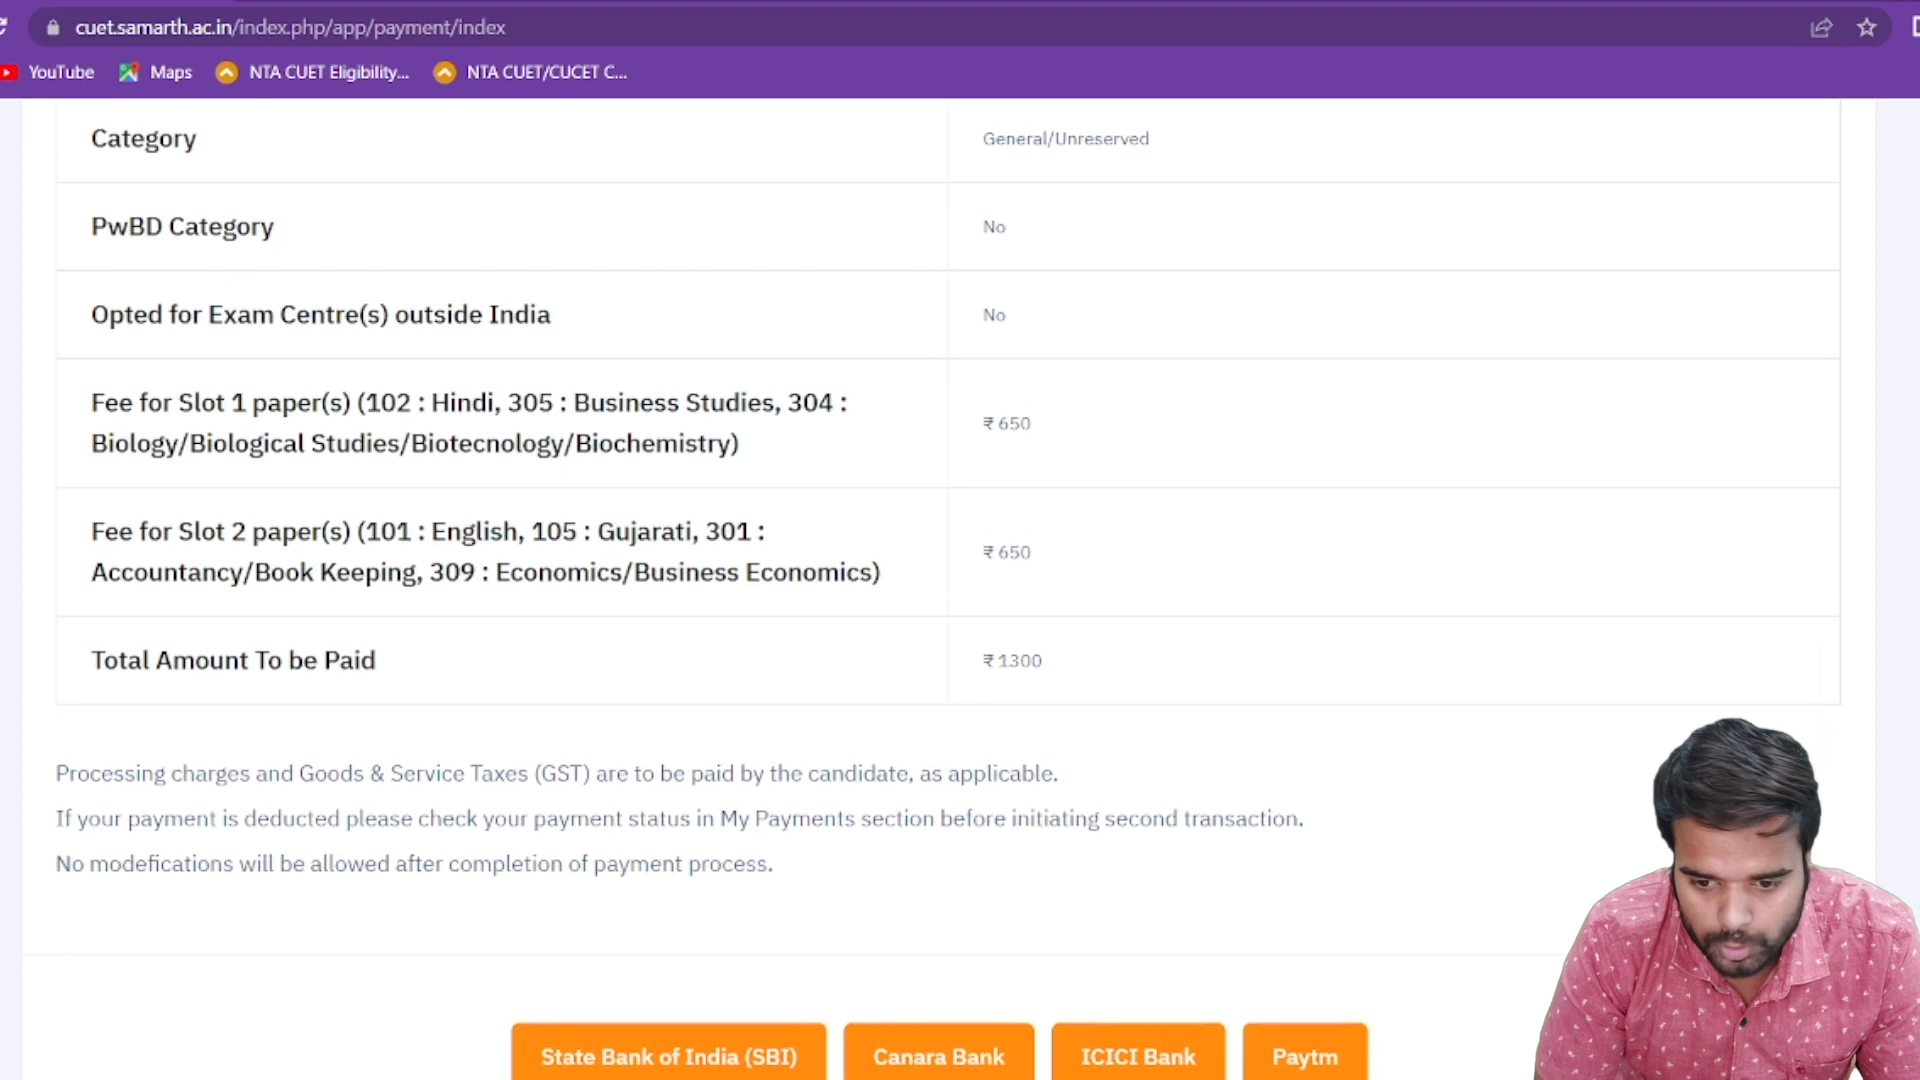 cuet.samarth.ac.in/index.php/app/payment/index
YouTube Maps NTA CUET Eligibility... NTA CUET/CUCET C...
Category General/Unreserved
PwBD Category No
Opted for Exam Centre(s) outside India No
Fee for Slot 1 paper(s) (102 : Hindi, 305 : Business Studies, 304 :
Biology/Biological Studies/Biotecnology/Biochemistry)
₹ 650
Fee for Slot 2 paper(s) (101 : English, 105 : Gujarati, 301 :
Accountancy/Book Keeping, 309 : Economics/Business Economics)
₹ 650
Total Amount To be Paid ₹ 1300
Processing charges and Goods & Service Taxes (GST) are to be paid by the candidate, as applicable.
If your payment is deducted please check your payment status in My Payments section before initiating second transaction.
No modefications will be allowed after completion of payment process.
State Bank of India (SBI) Canara Bank ICICI Bank Paytm